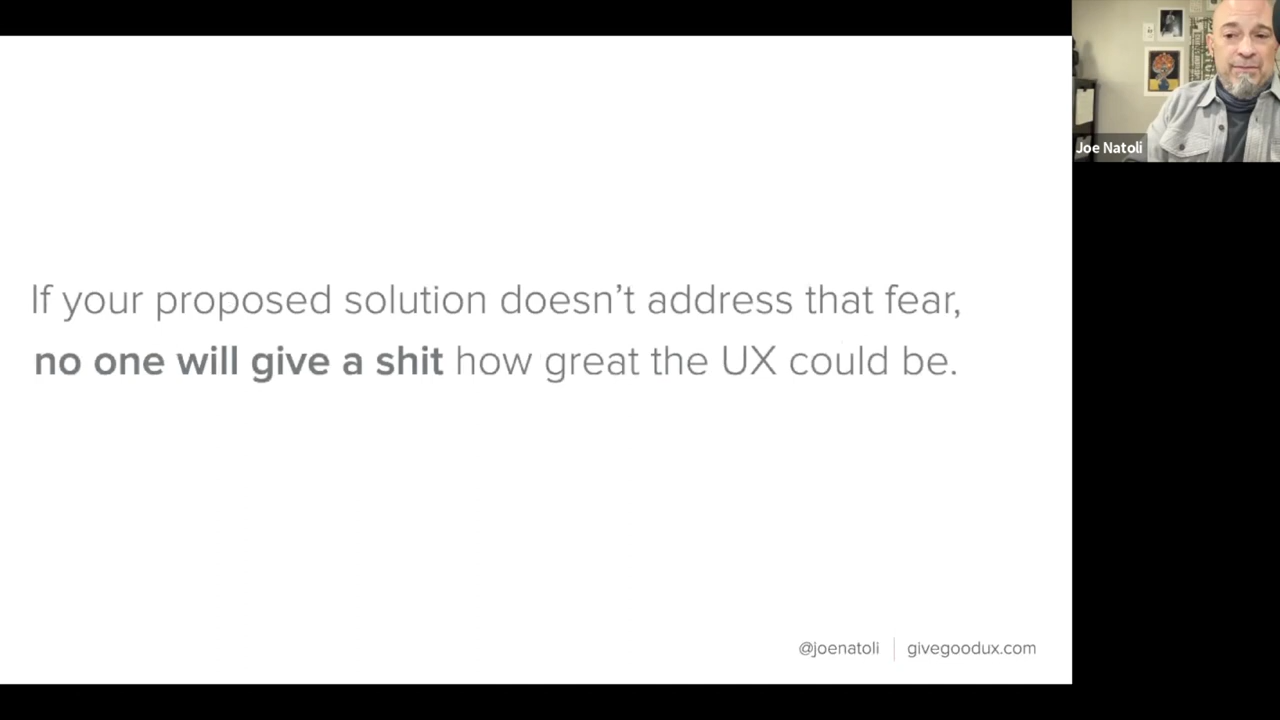 If your proposed solution doesn’t address that fear,
no one will give a shit how great the UX could be.
@joenatoli | givegoodux.com
Joe Natoli